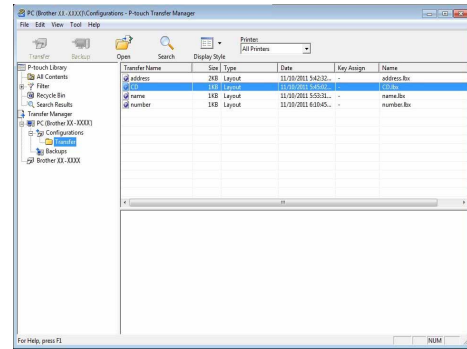 PC (Brother XX-XXXX)\Configurations - P-touch Transfer Manager
File Edit View Tool Help
Printer:
All Printers
Transfer Backup Open Search Display Style
P-touch Library
All Contents
Filter
Recycle Bin
Search Results
Transfer Manager
PC (Brother XX-XXXX)
Configurations
Transfer
Backups
Brother XX-XXXX
Transfer Name Size Type Date Key Assign Name
address 2KB Layout 11/10/2011 5:42:32... - address.lbx
CD 1KB Layout 11/10/2011 5:45:02... - CD.lbx
name 1KB Layout 11/10/2011 5:53:31... - name.lbx
number 1KB Layout 11/10/2011 6:19:45... - number.lbx
For Help, press F1
NUM